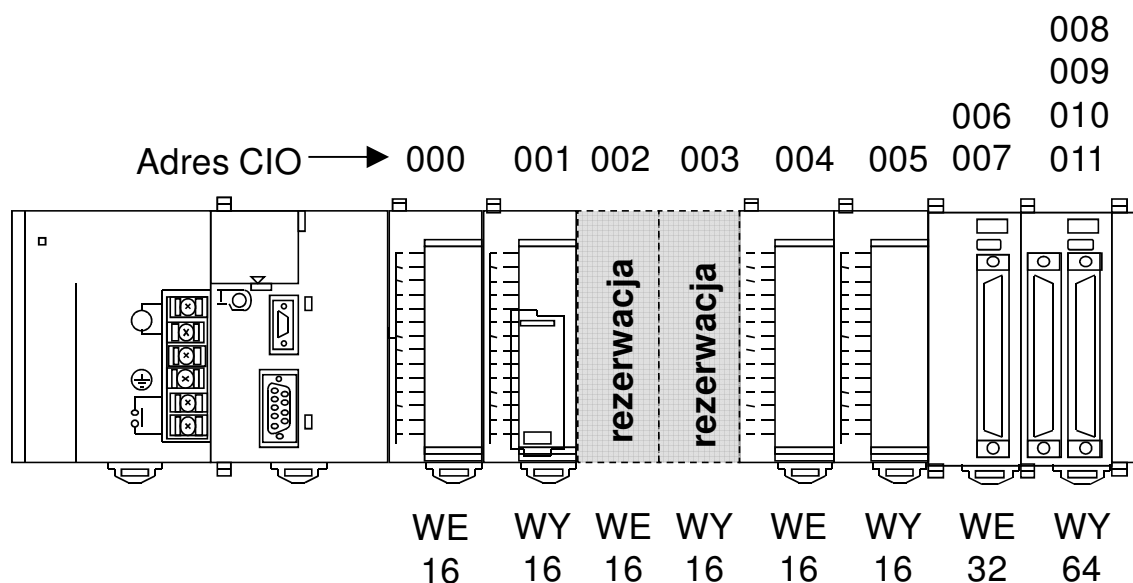 008
009
006 010
Adres CIO 000 001 002 003 004 005 007 011
rezerwacja rezerwacja
WE WY WE WY WE WY WE WY
16 16 16 16 16 16 32 64